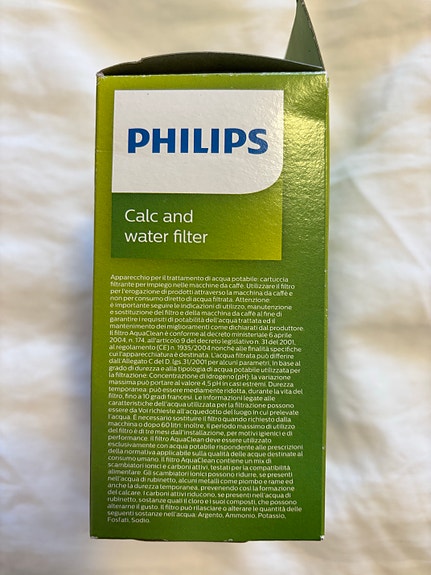 PHILIPS
Calc and
water filter
Apparecchio per il trattamento di acqua potabile: cartuccia
filtrante per impiego nelle macchine da caffè. Utilizzare il filtro
per l'erogazione di prodotti attraverso la macchina da caffè e
non per consumo diretto di acqua filtrata. Attenzione:
è importante seguire le indicazioni di utilizzo, manutenzione
e sostituzione del filtro e della macchina da caffè al fine di
garantire i requisiti di potabilità dell'acqua trattata ed il
mantenimento dei miglioramenti come dichiarati dal produttore.
Il filtro AquaClean è conforme al decreto ministeriale 6 aprile
2004, n. 174, all'articolo 9 del decreto legislativo n. 31 del 2001,
al regolamento (CE) n. 1935/2004 nonché alle finalità specifiche
cui l'apparecchiatura è destinata. L'acqua filtrata può differire
dall'Allegato C del D. lgs. 31/2001 per alcuni parametri, in base al
grado di durezza e alla tipologia di acqua potabile utilizzata per
la filtrazione: Concentrazione di idrogeno (pH): la variazione
massima può portare al valore 4,5 pH in casi estremi. Durezza
temporanea: può essere mediamente ridotta, durante la vita del
filtro, fino a 10 gradi francesi. Le informazioni legate alle
caratteristiche dell'acqua utilizzata per la filtrazione possono
essere da Voi richieste all'acquedotto del luogo in cui prelevate
l'acqua. È necessario sostituire il filtro quando richiesto dalla
macchina o dopo 60 litri; inoltre, il periodo massimo di utilizzo
del filtro è di tre mesi dall'installazione, per motivi igienici e di
performance. Il filtro AquaClean deve essere utilizzato
esclusivamente con acqua potabile rispondente alle prescrizioni
della normativa applicabile sulla qualità delle acque destinate al
consumo umano. Il filtro AquaClean contiene un mix di
scambiatori ionici e carboni attivi, testati per la compatibilità
alimentare. Gli scambiatori ionici possono ridurre, se presenti
nell'acqua di rubinetto, alcuni metalli come piombo e rame ed
anche la durezza temporanea, prevenendo così la formazione
del calcare. I carboni attivi riducono, se presenti nell'acqua di
rubinetto, sostanze quali il cloro e i suoi composti, che possono
alterarne il gusto. Il filtro può rilasciare o alterare le quantità delle
seguenti sostanze nell'acqua: Argento, Ammonio, Potassio,
Fosfati, Sodio.